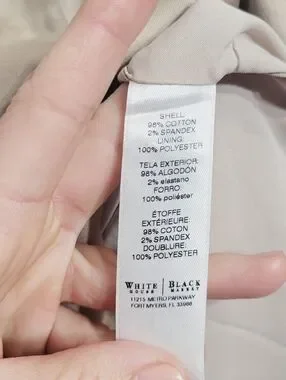 SHELL:
98% COTTON
2% SPANDEX
LINING:
100% POLYESTER
TELA EXTERIOR:
98% ALGODÓN
2% elastano
FORRO:
100% poliéster
ÉTOFFE
EXTÉRIEURE:
98% COTON
2% SPANDEX
DOUBLURE:
100% POLYESTER
WHITE HOUSE | BLACK MARKET
11215 METRO PARKWAY
FORT MYERS, FL 33966